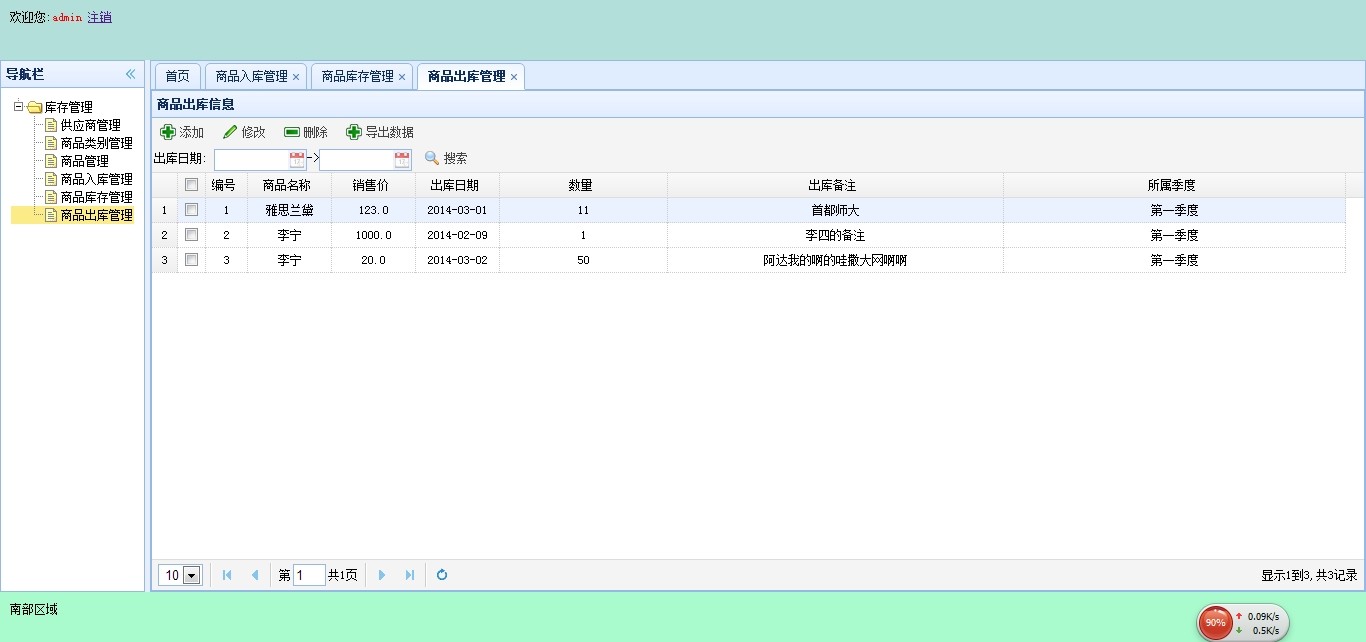 欢迎您:admin 注销
导航栏
库存管理
供应商管理
商品类别管理
商品管理
商品入库管理
商品库存管理
商品出库管理
首页 商品入库管理 商品库存管理 商品出库管理
商品出库信息
添加 修改 删除 导出数据
出库日期: -> 搜索
编号 商品名称 销售价 出库日期 数量 出库备注 所属季度
1 1 雅思兰黛 123.0 2014-03-01 11 首都师大 第一季度
2 2 李宁 1000.0 2014-02-09 1 李四的备注 第一季度
3 3 李宁 20.0 2014-03-02 50 阿达我的啊的哇撒大网啊啊 第一季度
10 第 1 共1页 显示1到3,共3记录
南部区域
90% 0.09K/s
0.5K/s